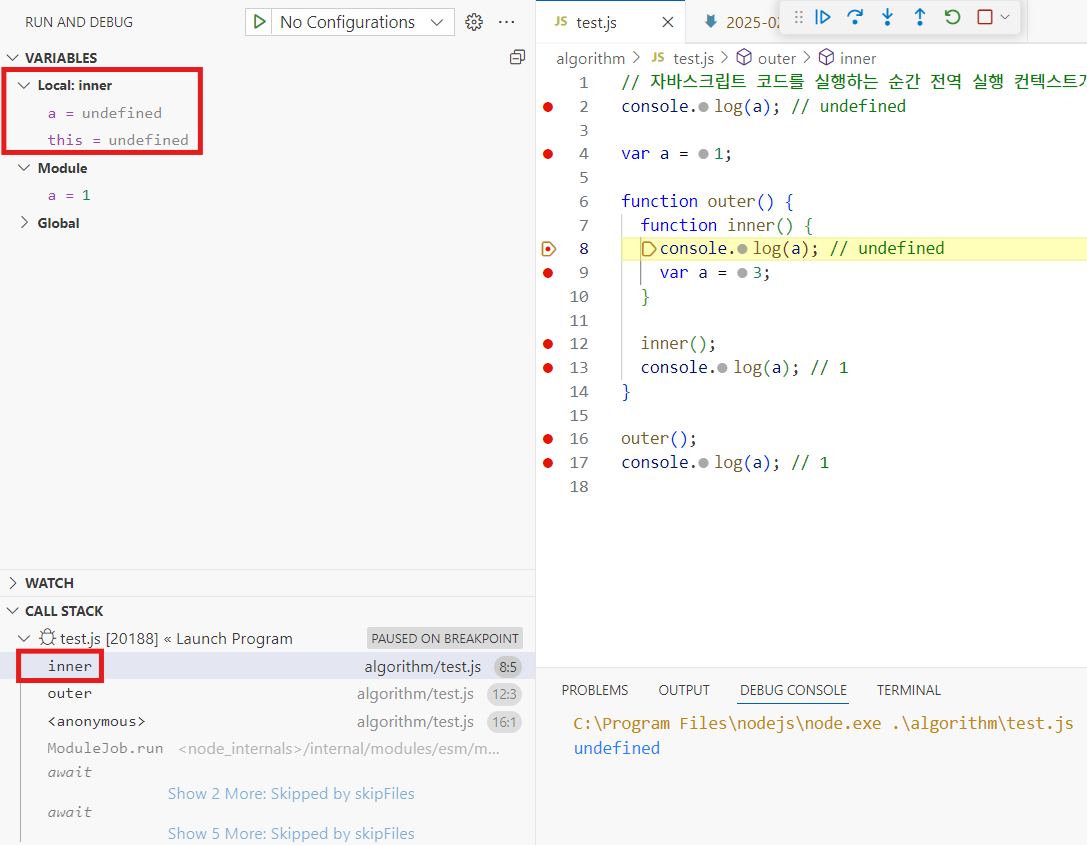 RUN AND DEBUG
No Configurations
VARIABLES
Local: inner
a = undefined
this = undefined
Module
a = 1
Global
WATCH
CALL STACK
test.js [20188] « Launch Program
PAUSED ON BREAKPOINT
inner algorithm/test.js 8:5
outer algorithm/test.js 12:3
<anonymous> algorithm/test.js 16:1
ModuleJob.run <node_internals>/internal/modules/esm/m...
await
Show 2 More: Skipped by skipFiles
await
Show 5 More: Skipped by skipFiles
JS test.js
2025-02
algorithm > JS test.js > outer > inner
1 // 자바스크립트 코드를 실행하는 순간 전역 실행 컨텍스트가
2 console.log(a); // undefined
3
4 var a = 1;
5
6 function outer() {
7 function inner() {
8 console.log(a); // undefined
9 var a = 3;
10 }
11
12 inner();
13 console.log(a); // 1
14 }
15
16 outer();
17 console.log(a); // 1
18
PROBLEMS OUTPUT DEBUG CONSOLE TERMINAL
C:\Program Files\nodejs\node.exe .\algorithm\test.js
undefined